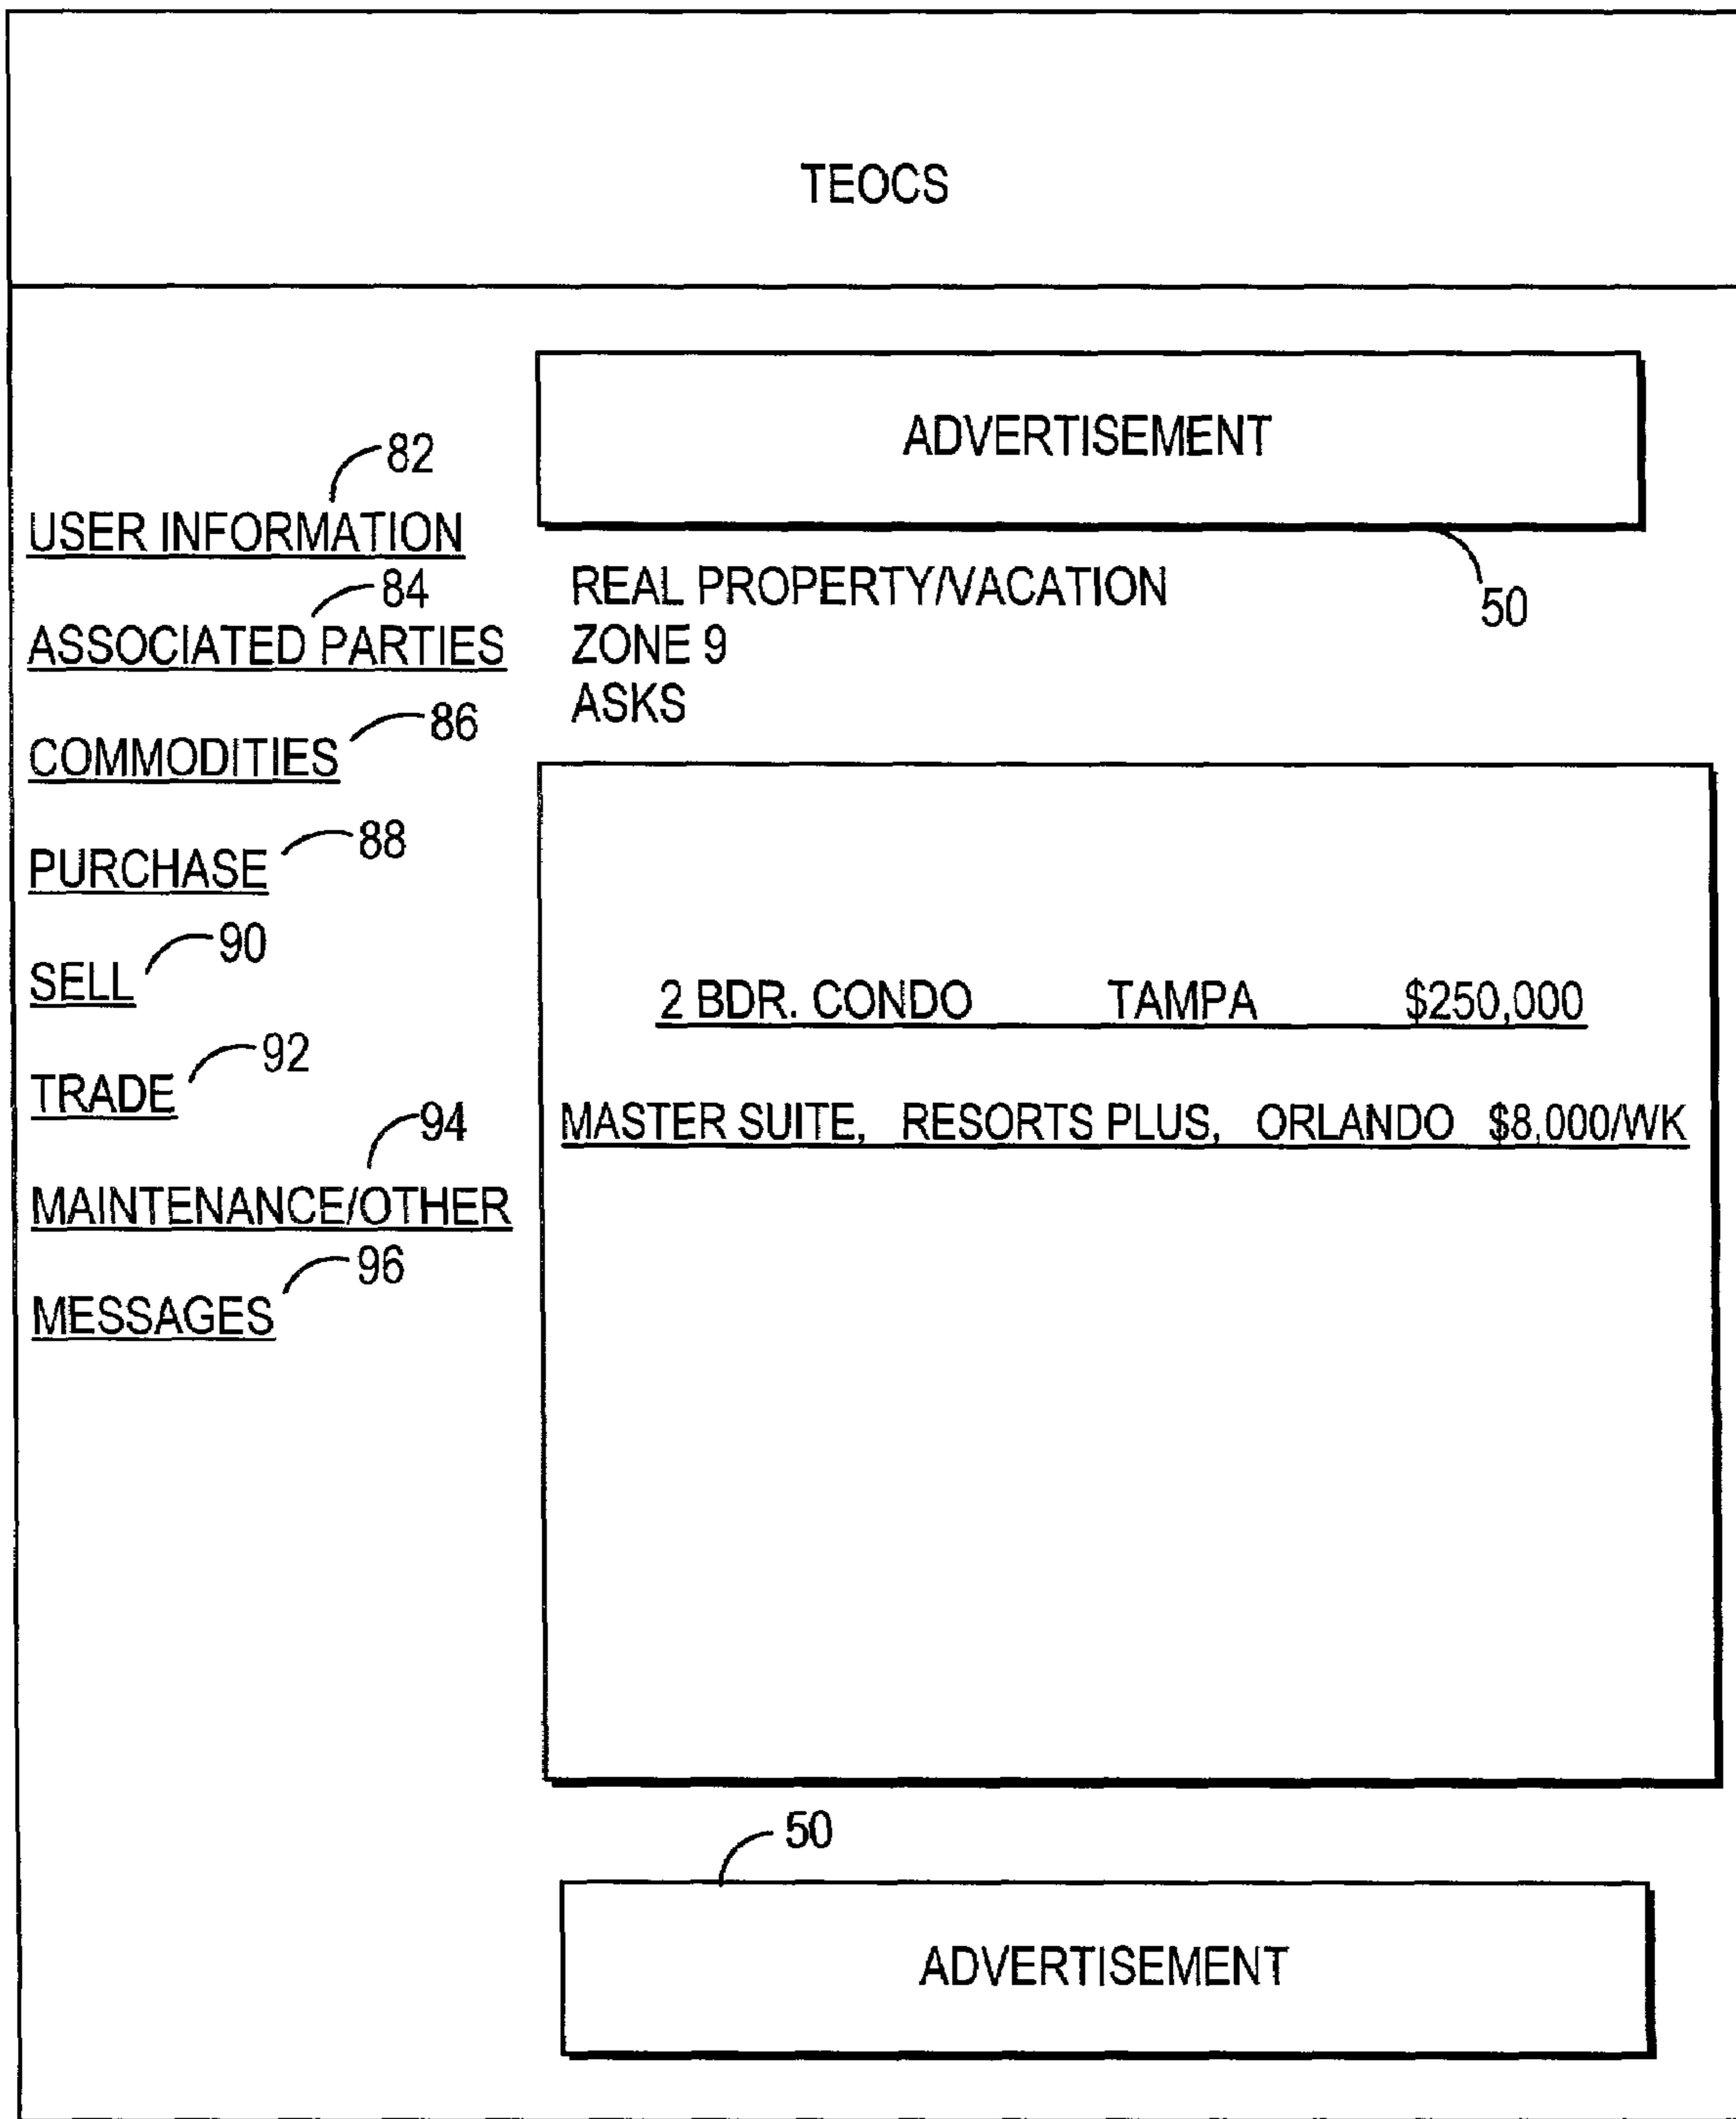 TEOCS
ADVERTISEMENT
50
82
USER INFORMATION
84
ASSOCIATED PARTIES
86
COMMODITIES
88
PURCHASE
90
SELL
92
TRADE
94
MAINTENANCE/OTHER
96
MESSAGES
REAL PROPERTY/VACATION
ZONE 9
ASKS
2 BDR. CONDO TAMPA $250,000
MASTER SUITE, RESORTS PLUS, ORLANDO $8,000/WK
50
ADVERTISEMENT